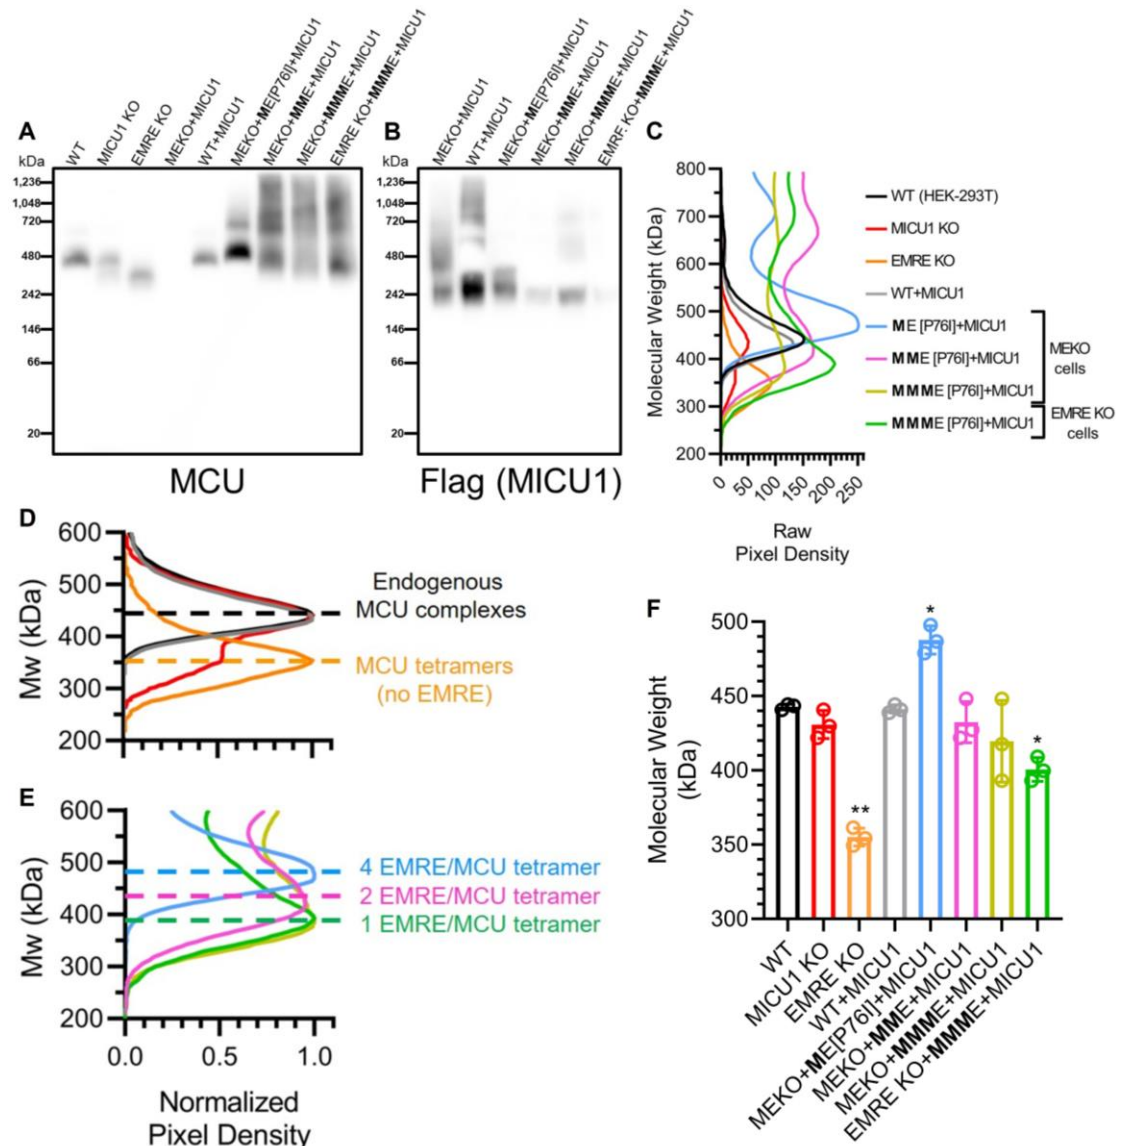 A
kDa
WT
MICU1 KO
EMRE KO
MEKO+MICU1
WT+MICU1
MEKO+ME[P76I]+MICU1
MEKO+MME+MICU1
MEKO+MMME+MICU1
EMRE KO+MMME+MICU1
1,236
1,048
720
480
242
146
66
20
MCU
B
kDa
MEKO+MICU1
WT+MICU1
MEKO+ME[P76I]+MICU1
MEKO+MME+MICU1
MEKO+MMME+MICU1
EMRF. KO+MMME+MICU1
1,236
1,048
720
480
242
146
66
20
Flag (MICU1)
C
Molecular Weight (kDa)
800
700
600
500
400
300
200
0 50 100 150 200 250
Raw
Pixel Density
WT (HEK-293T)
MICU1 KO
EMRE KO
WT+MICU1
ME [P76I]+MICU1
MME [P76I]+MICU1
MMME [P76I]+MICU1
MMME [P76I]+MICU1
MEKO
cells
EMRE KO
cells
D
Mw (kDa)
600
500
400
300
200
Endogenous
MCU complexes
MCU tetramers
(no EMRE)
E
Mw (kDa)
600
500
400
300
200
0.0 0.5 1.0
Normalized
Pixel Density
4 EMRE/MCU tetramer
2 EMRE/MCU tetramer
1 EMRE/MCU tetramer
F
Molecular Weight
(kDa)
500
450
400
350
300
**
*
*
WT
MICU1 KO
EMRE KO
WT+MICU1
MEKO+ME[P76I]+MICU1
MEKO+MME+MICU1
MEKO+MMME+MICU1
EMRE KO+MMME+MICU1